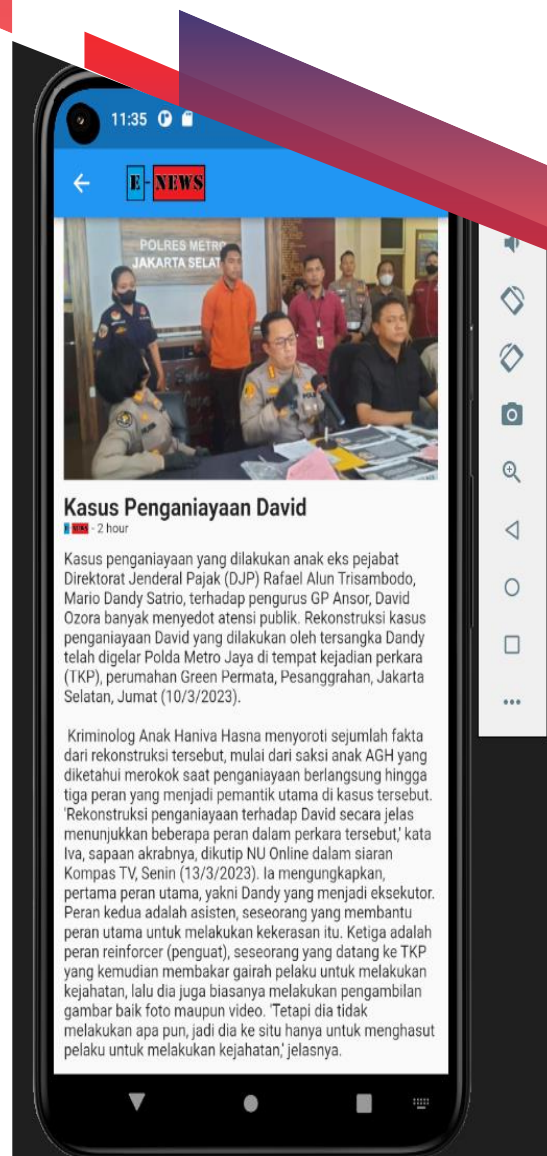 11:35
E-NEWS
POLRES METRO
JAKARTA SELAT
Kasus Penganiayaan David
E-NEWS - 2 hour
Kasus penganiayaan yang dilakukan anak eks pejabat
Direktorat Jenderal Pajak (DJP) Rafael Alun Trisambodo,
Mario Dandy Satrio, terhadap pengurus GP Ansor, David
Ozora banyak menyedot atensi publik. Rekonstruksi kasus
penganiayaan David yang dilakukan oleh tersangka Dandy
telah digelar Polda Metro Jaya di tempat kejadian perkara
(TKP), perumahan Green Permata, Pesanggrahan, Jakarta
Selatan, Jumat (10/3/2023).
Kriminolog Anak Haniva Hasna menyoroti sejumlah fakta
dari rekonstruksi tersebut, mulai dari saksi anak AGH yang
diketahui merokok saat penganiayaan berlangsung hingga
tiga peran yang menjadi pemantik utama di kasus tersebut.
'Rekonstruksi penganiayaan terhadap David secara jelas
menunjukkan beberapa peran dalam perkara tersebut,' kata
Iva, sapaan akrabnya, dikutip NU Online dalam siaran
Kompas TV, Senin (13/3/2023). Ia mengungkapkan,
pertama peran utama, yakni Dandy yang menjadi eksekutor.
Peran kedua adalah asisten, seseorang yang membantu
peran utama untuk melakukan kekerasan itu. Ketiga adalah
peran reinforcer (penguat), seseorang yang datang ke TKP
yang kemudian membakar gairah pelaku untuk melakukan
kejahatan, lalu dia juga biasanya melakukan pengambilan
gambar baik foto maupun video. 'Tetapi dia tidak
melakukan apa pun, jadi dia ke situ hanya untuk menghasut
pelaku untuk melakukan kejahatan,' jelasnya.